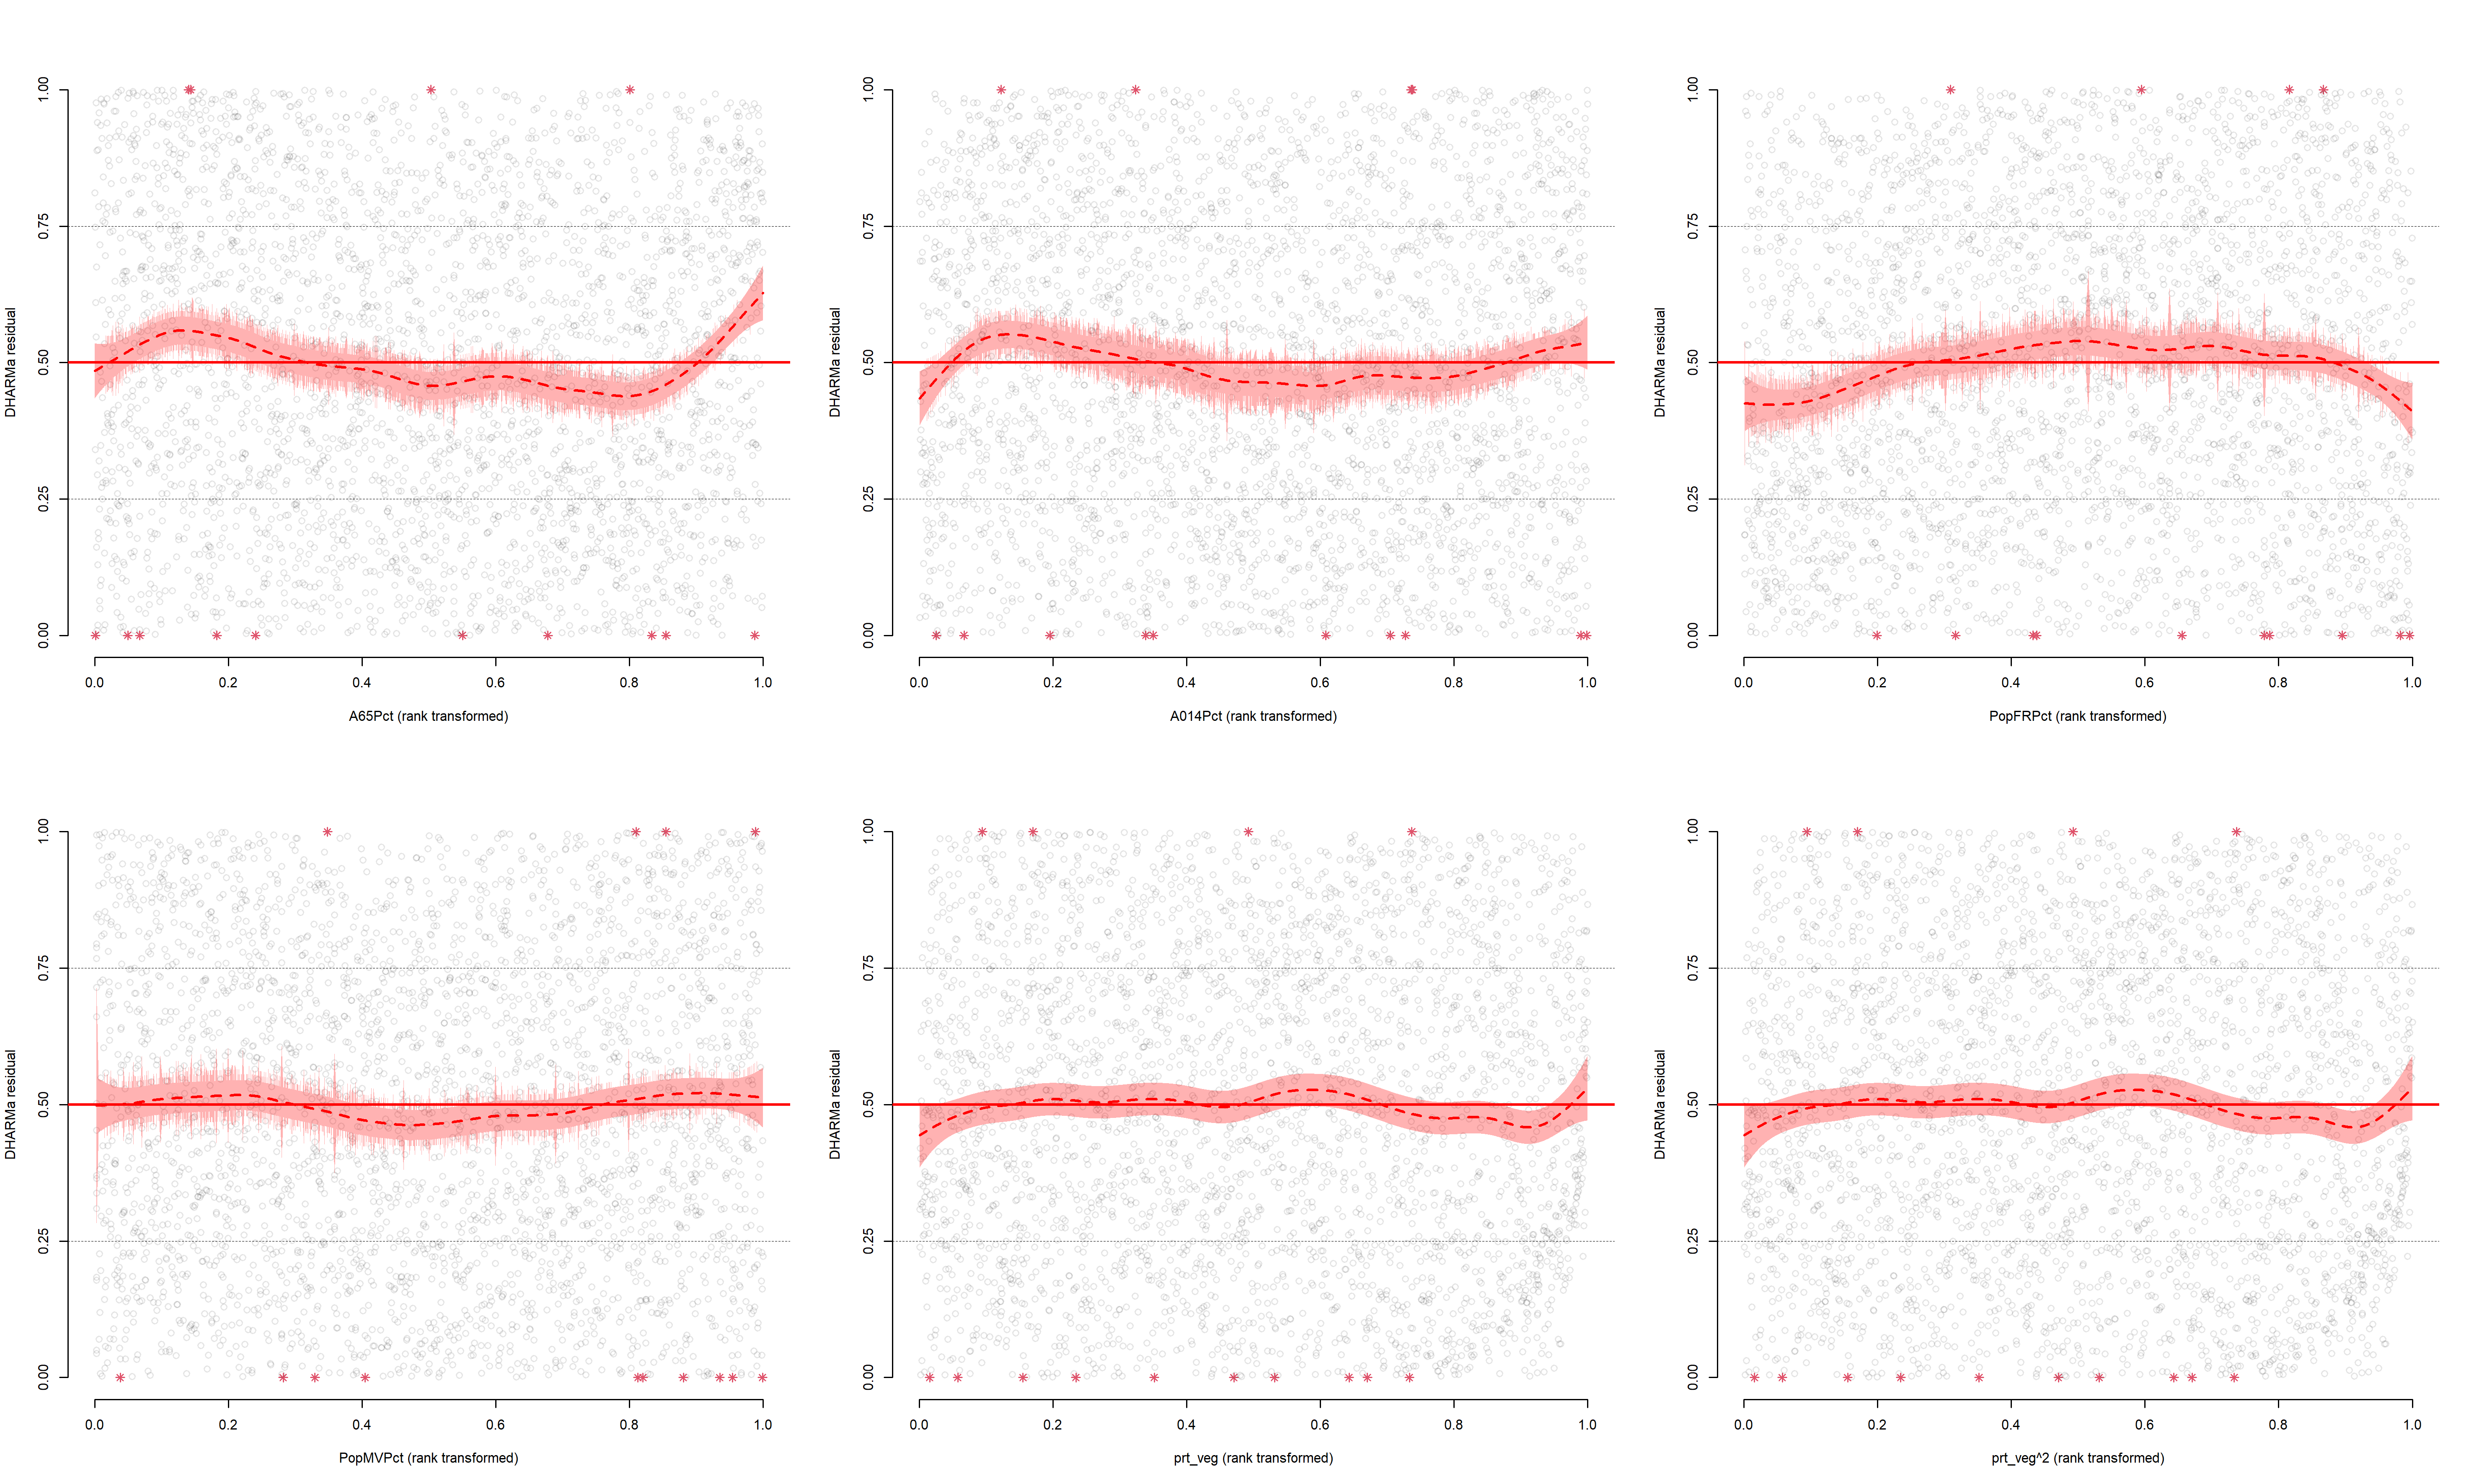 1.00
0.75
0.50
0.25
0.00
DHARMa residual
0.0 0.2 0.4 0.6 0.8 1.0
A65Pct (rank transformed)
1.00
0.75
0.50
0.25
0.00
DHARMa residual
0.0 0.2 0.4 0.6 0.8 1.0
A014Pct (rank transformed)
1.00
0.75
0.50
0.25
0.00
DHARMa residual
0.0 0.2 0.4 0.6 0.8 1.0
PopFRPct (rank transformed)
1.00
0.75
0.50
0.25
0.00
DHARMa residual
0.0 0.2 0.4 0.6 0.8 1.0
PopMVPct (rank transformed)
1.00
0.75
0.50
0.25
0.00
DHARMa residual
0.0 0.2 0.4 0.6 0.8 1.0
prt_veg (rank transformed)
1.00
0.75
0.50
0.25
0.00
DHARMa residual
0.0 0.2 0.4 0.6 0.8 1.0
prt_veg^2 (rank transformed)